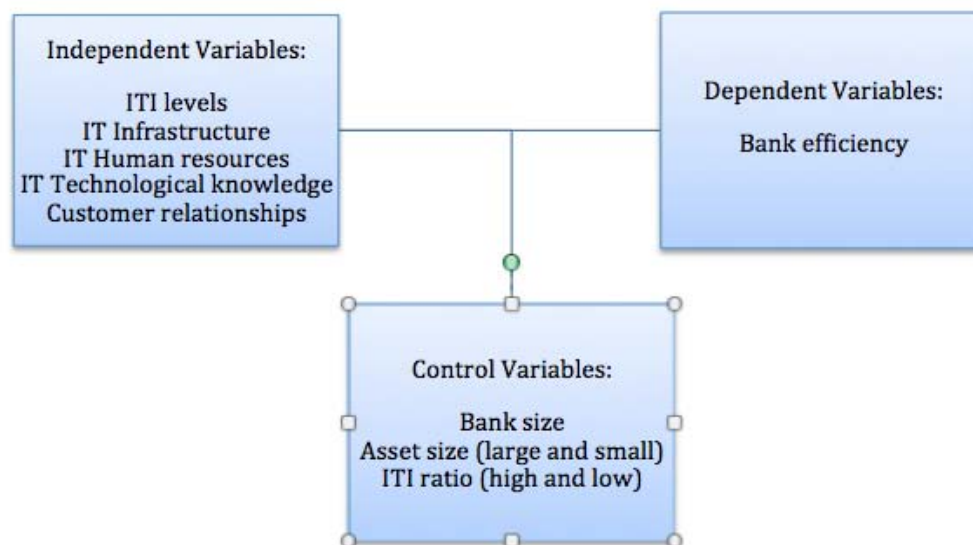 Independent Variables:
ITI levels
IT Infrastructure
IT Human resources
IT Technological knowledge
Customer relationships
Dependent Variables:
Bank efficiency
Control Variables:
Bank size
Asset size (large and small)
ITI ratio (high and low)